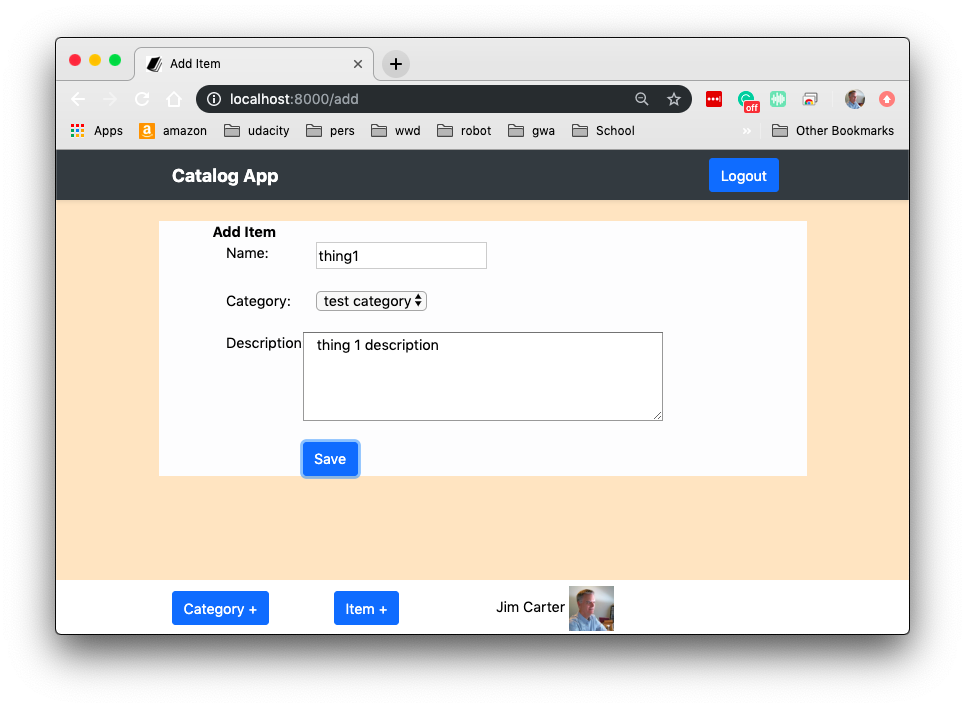 Add Item
localhost:8000/add
off
Apps amazon udacity pers wwd robot gwa School » Other Bookmarks
Catalog App Logout
Add Item
Name: thing1
Category: test category
Description thing 1 description
Save
Category + Item + Jim Carter